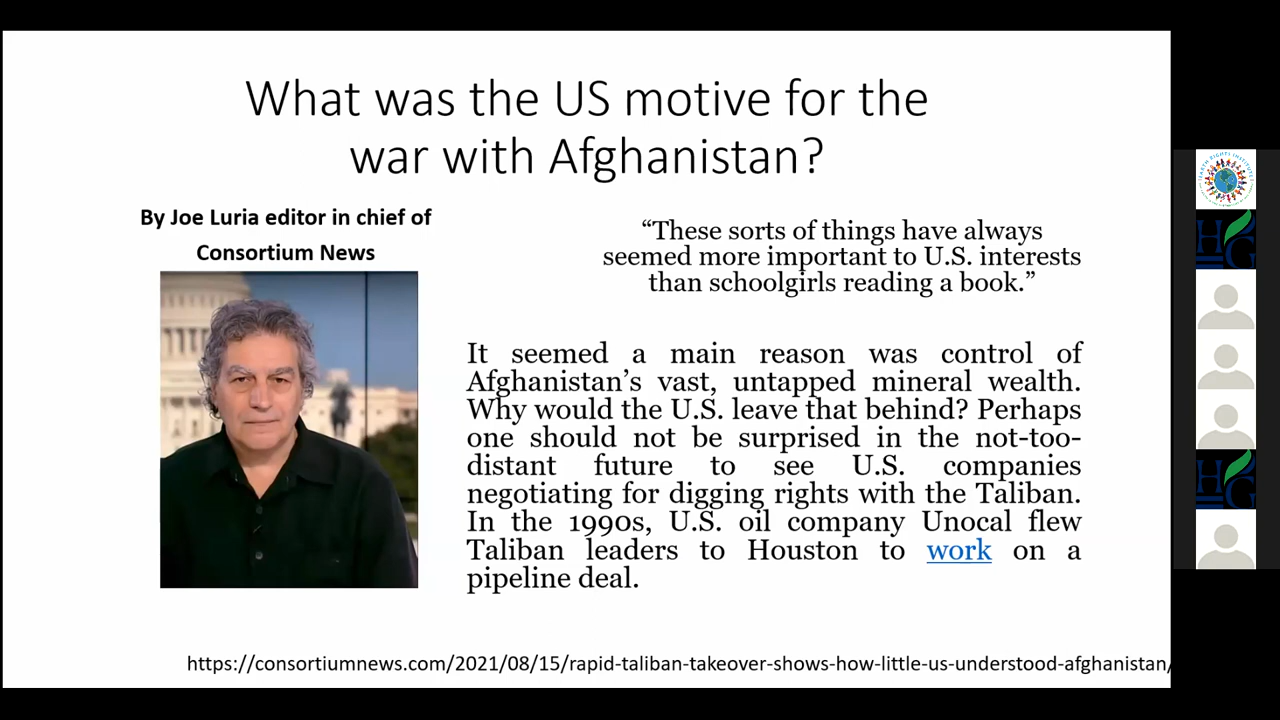 What was the US motive for the
war with Afghanistan?
By Joe Luria editor in chief of
Consortium News
“These sorts of things have always
seemed more important to U.S. interests
than schoolgirls reading a book.”
It seemed a main reason was control of
Afghanistan’s vast, untapped mineral wealth.
Why would the U.S. leave that behind? Perhaps
one should not be surprised in the not-too-
distant future to see U.S. companies
negotiating for digging rights with the Taliban.
In the 1990s, U.S. oil company Unocal flew
Taliban leaders to Houston to work on a
pipeline deal.
https://consortiumnews.com/2021/08/15/rapid-taliban-takeover-shows-how-little-us-understood-afghanistan/
EARTH RIGHTS INSTITUTE